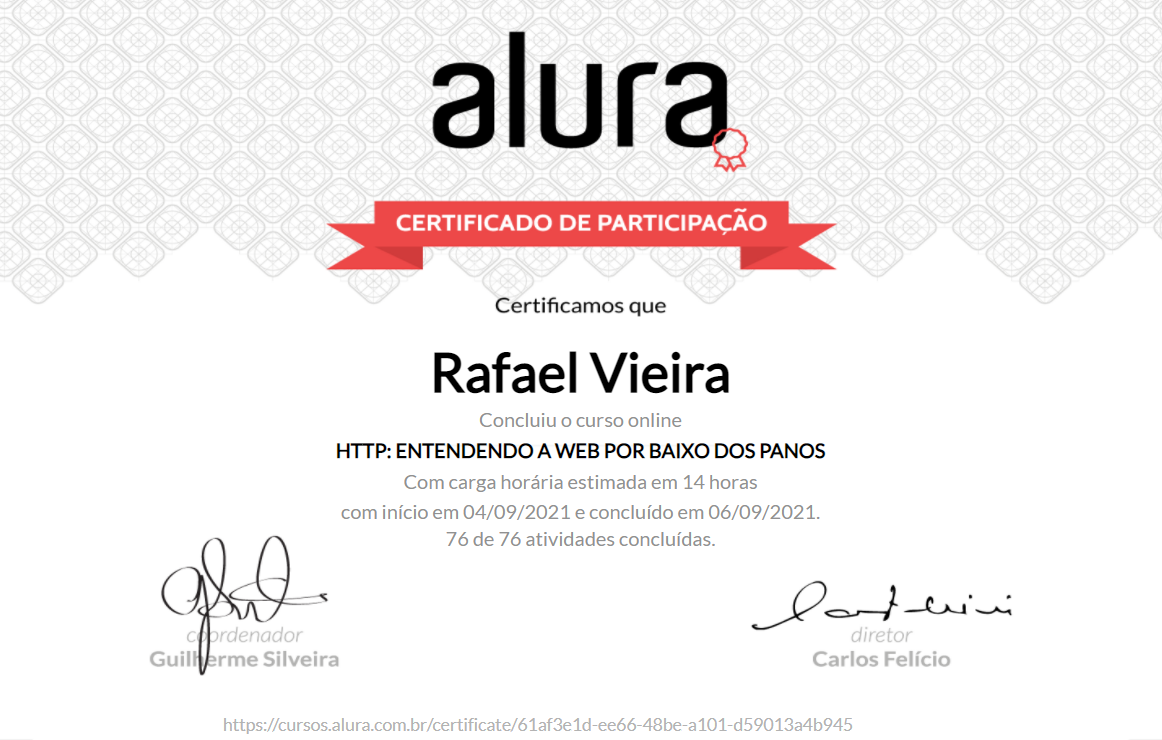 alura
CERTIFICADO DE PARTICIPAÇÃO
Certificamos que
Rafael Vieira
Concluiu o curso online
HTTP: ENTENDENDO A WEB POR BAIXO DOS PANOS
Com carga horária estimada em 14 horas
com início em 04/09/2021 e concluído em 06/09/2021.
76 de 76 atividades concluídas.
coordenador
Guilherme Silveira
diretor
Carlos Felício
https://cursos.alura.com.br/certificate/61af3e1d-ee66-48be-a101-d59013a4b945